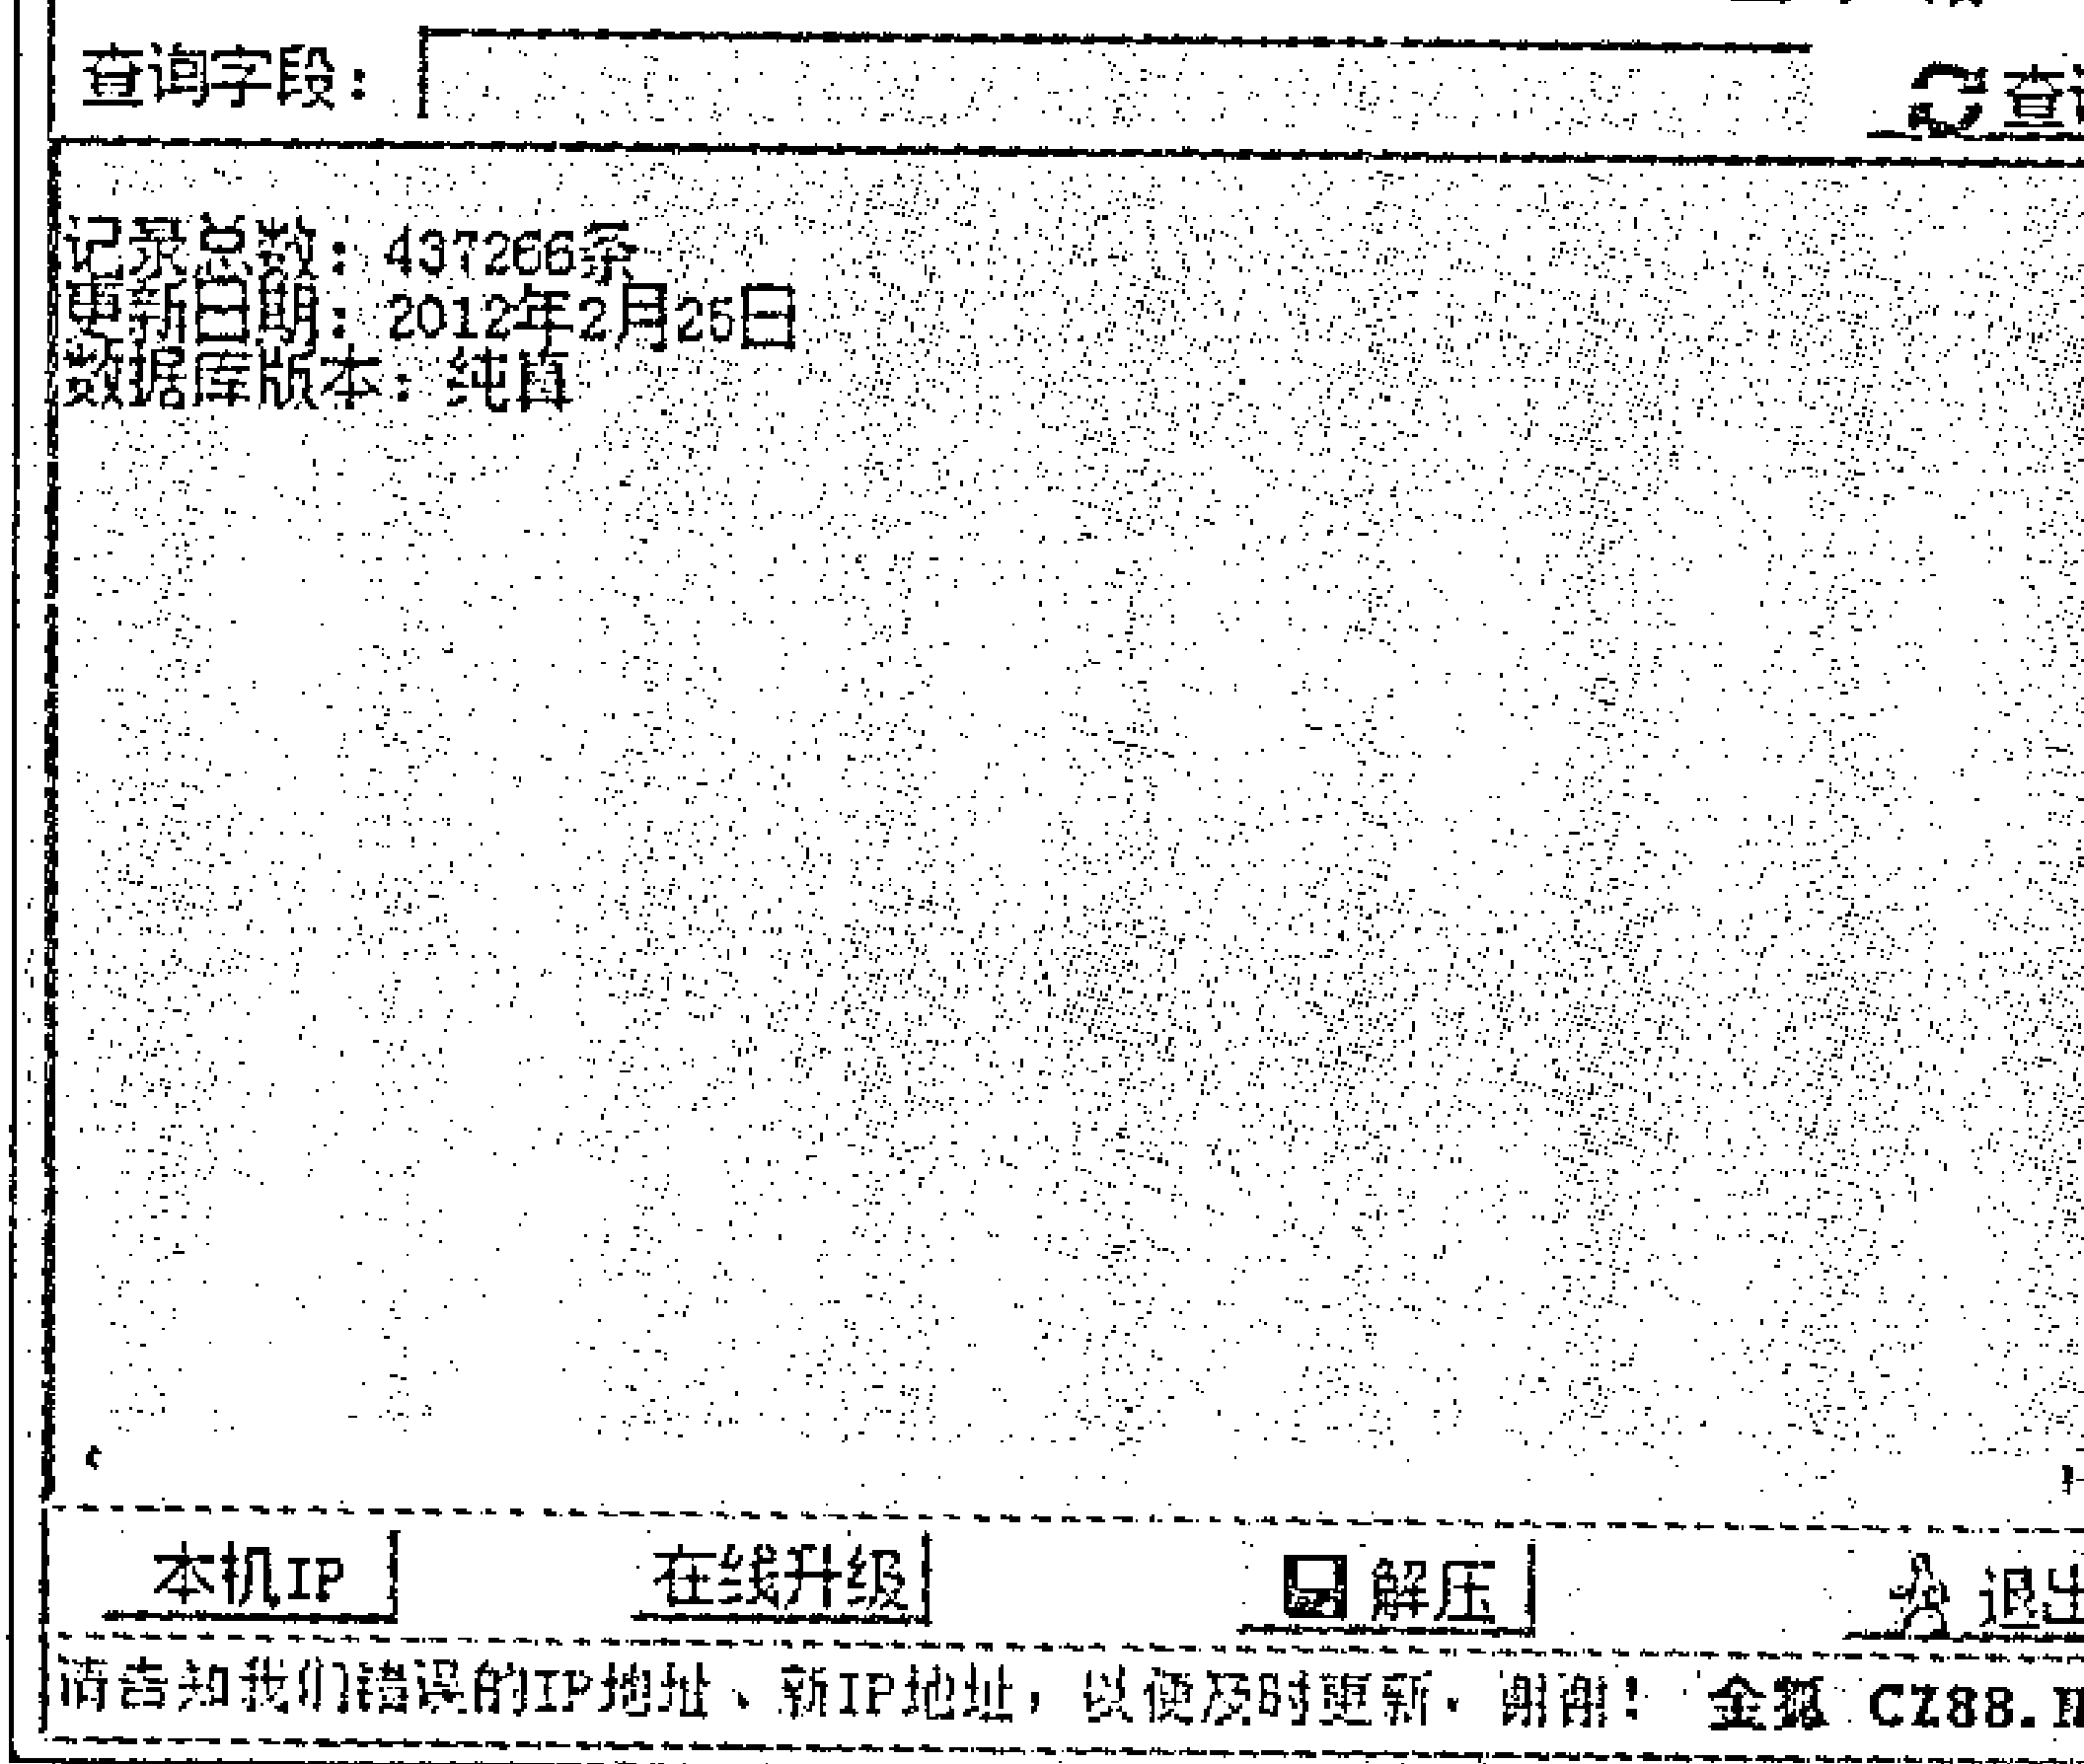 查询字段：
记录总数：437266条
更新日期：2012年2月25日
数据库版本：纯真
本机IP 在线升级 解压 退出
请告知我们错误的IP地址、新IP地址，以便及时更新。谢谢！ 金狐 CZ88.N